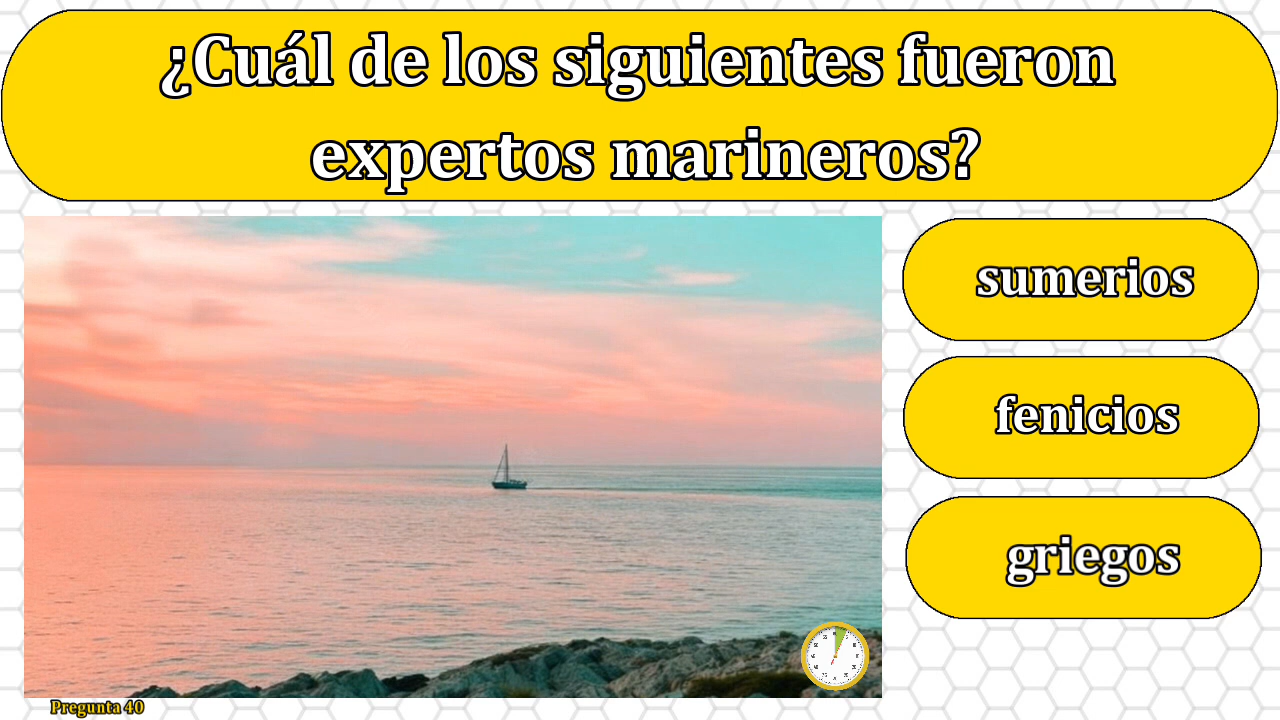 ¿Cuál de los siguientes fueron
expertos marineros?
sumerios
fenicios
griegos
Pregunta 40